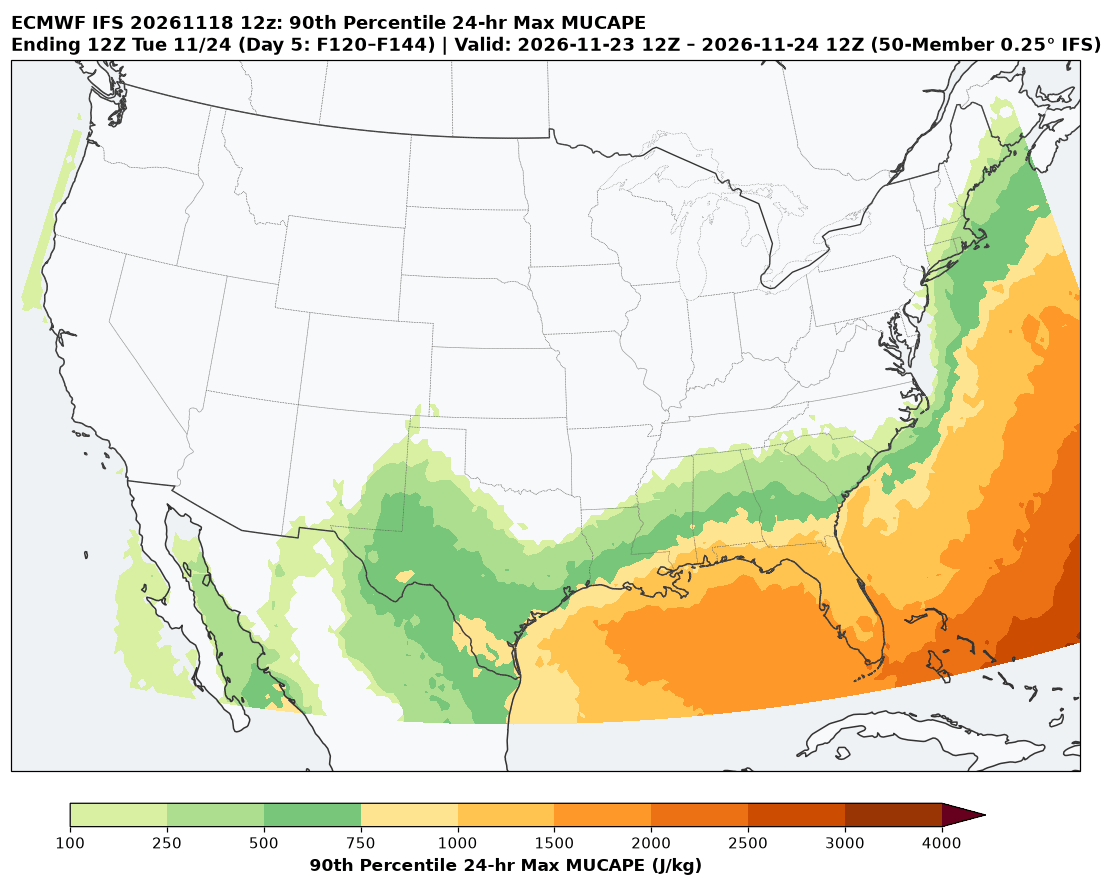 ECMWF IFS 20261118 12z: 90th Percentile 24-hr Max MUCAPE
Ending 12Z Tue 11/24 (Day 5: F120–F144) | Valid: 2026-11-23 12Z – 2026-11-24 12Z (50-Member 0.25° IFS)
100 250 500 750 1000 1500 2000 2500 3000 4000
90th Percentile 24-hr Max MUCAPE (J/kg)